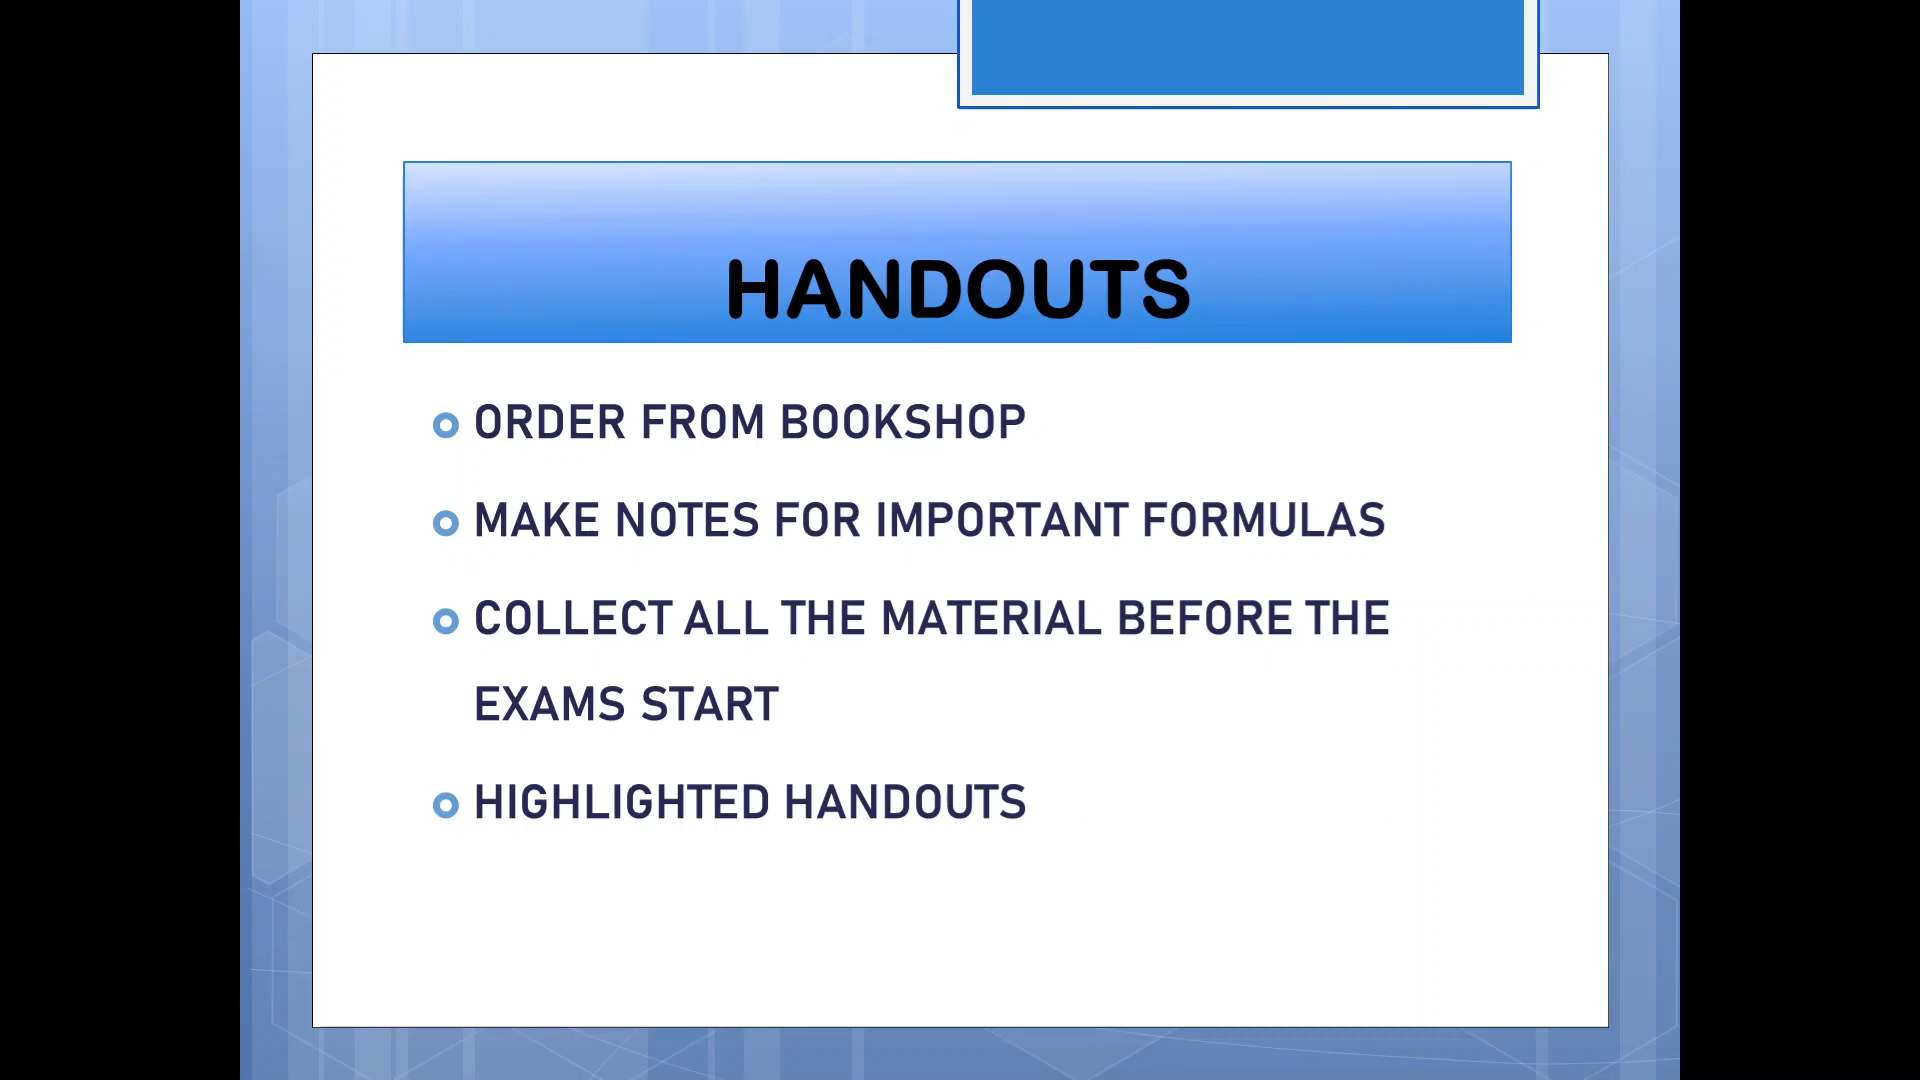 HANDOUTS
ORDER FROM BOOKSHOP
MAKE NOTES FOR IMPORTANT FORMULAS
COLLECT ALL THE MATERIAL BEFORE THE
EXAMS START
HIGHLIGHTED HANDOUTS